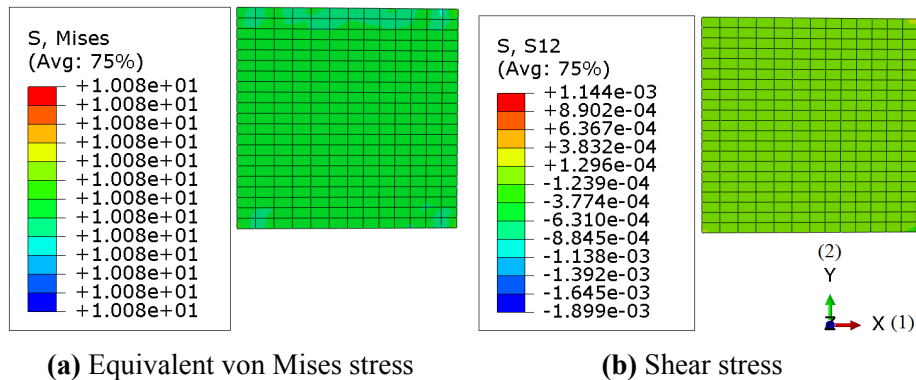 S, Mises
(Avg: 75%)
+1.008e+01
+1.008e+01
+1.008e+01
+1.008e+01
+1.008e+01
+1.008e+01
+1.008e+01
+1.008e+01
+1.008e+01
+1.008e+01
+1.008e+01
+1.008e+01
+1.008e+01
S, S12
(Avg: 75%)
+1.144e-03
+8.902e-04
+6.367e-04
+3.832e-04
+1.296e-04
-1.239e-04
-3.774e-04
-6.310e-04
-8.845e-04
-1.138e-03
-1.392e-03
-1.645e-03
-1.899e-03
(2)
Y
Z
X (1)
(a) Equivalent von Mises stress
(b) Shear stress